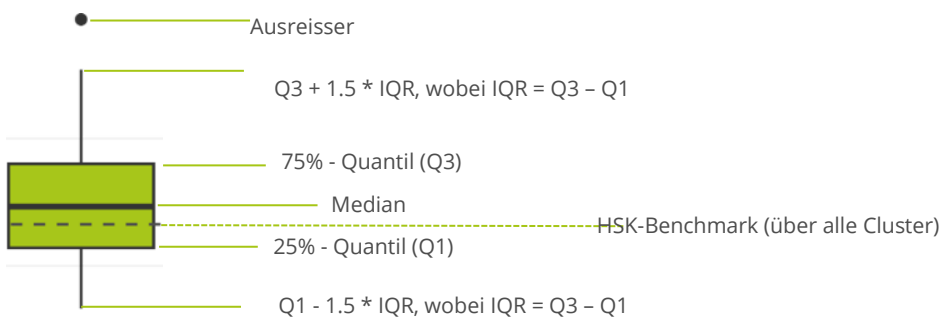 Ausreisser
Q3 + 1.5 * IQR, wobei IQR = Q3 – Q1
75% - Quantil (Q3)
Median
HSK-Benchmark (über alle Cluster)
25% - Quantil (Q1)
Q1 - 1.5 * IQR, wobei IQR = Q3 – Q1